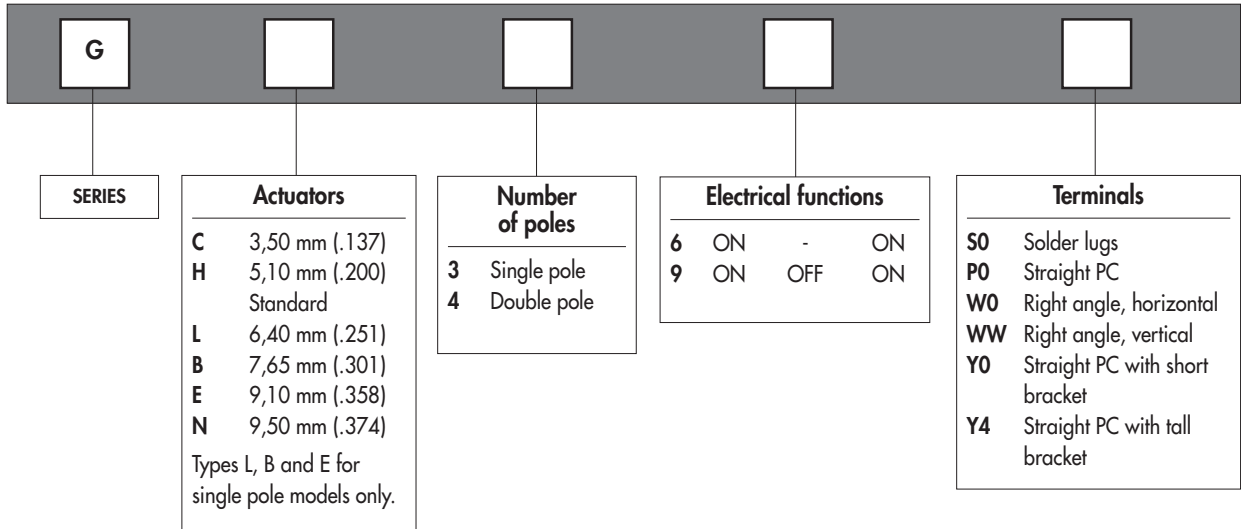 G
SERIES
Actuators
C 3,50 mm (.137)
H 5,10 mm (.200)
Standard
L 6,40 mm (.251)
B 7,65 mm (.301)
E 9,10 mm (.358)
N 9,50 mm (.374)
Types L, B and E for
single pole models only.
Number
of poles
3 Single pole
4 Double pole
Electrical functions
6 ON - ON
9 ON OFF ON
Terminals
S0 Solder lugs
P0 Straight PC
W0 Right angle, horizontal
WW Right angle, vertical
Y0 Straight PC with short
bracket
Y4 Straight PC with tall
bracket